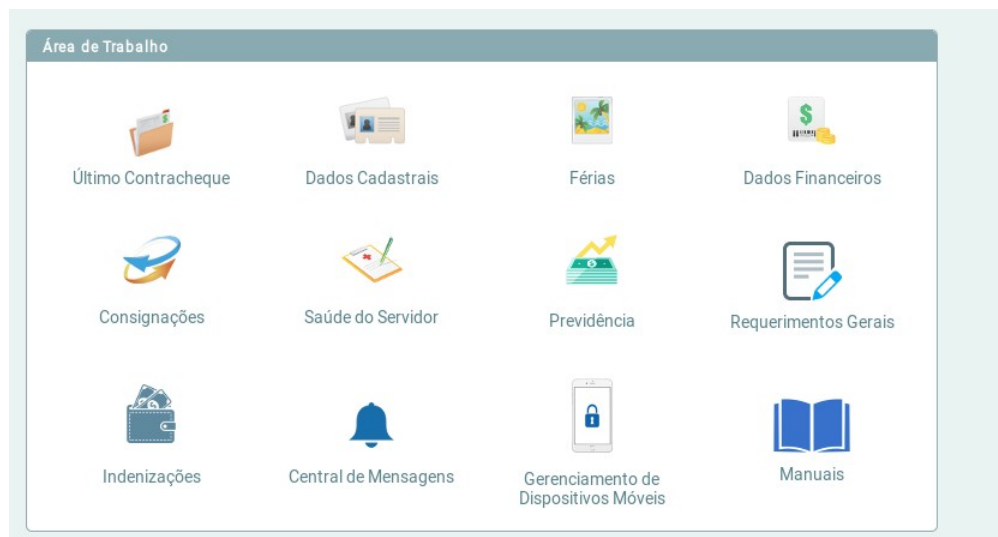 Área de Trabalho
Último Contracheque
Dados Cadastrais
Férias
Dados Financeiros
Consignações
Saúde do Servidor
Previdência
Requerimentos Gerais
Indenizações
Central de Mensagens
Gerenciamento de
Dispositivos Móveis
Manuais